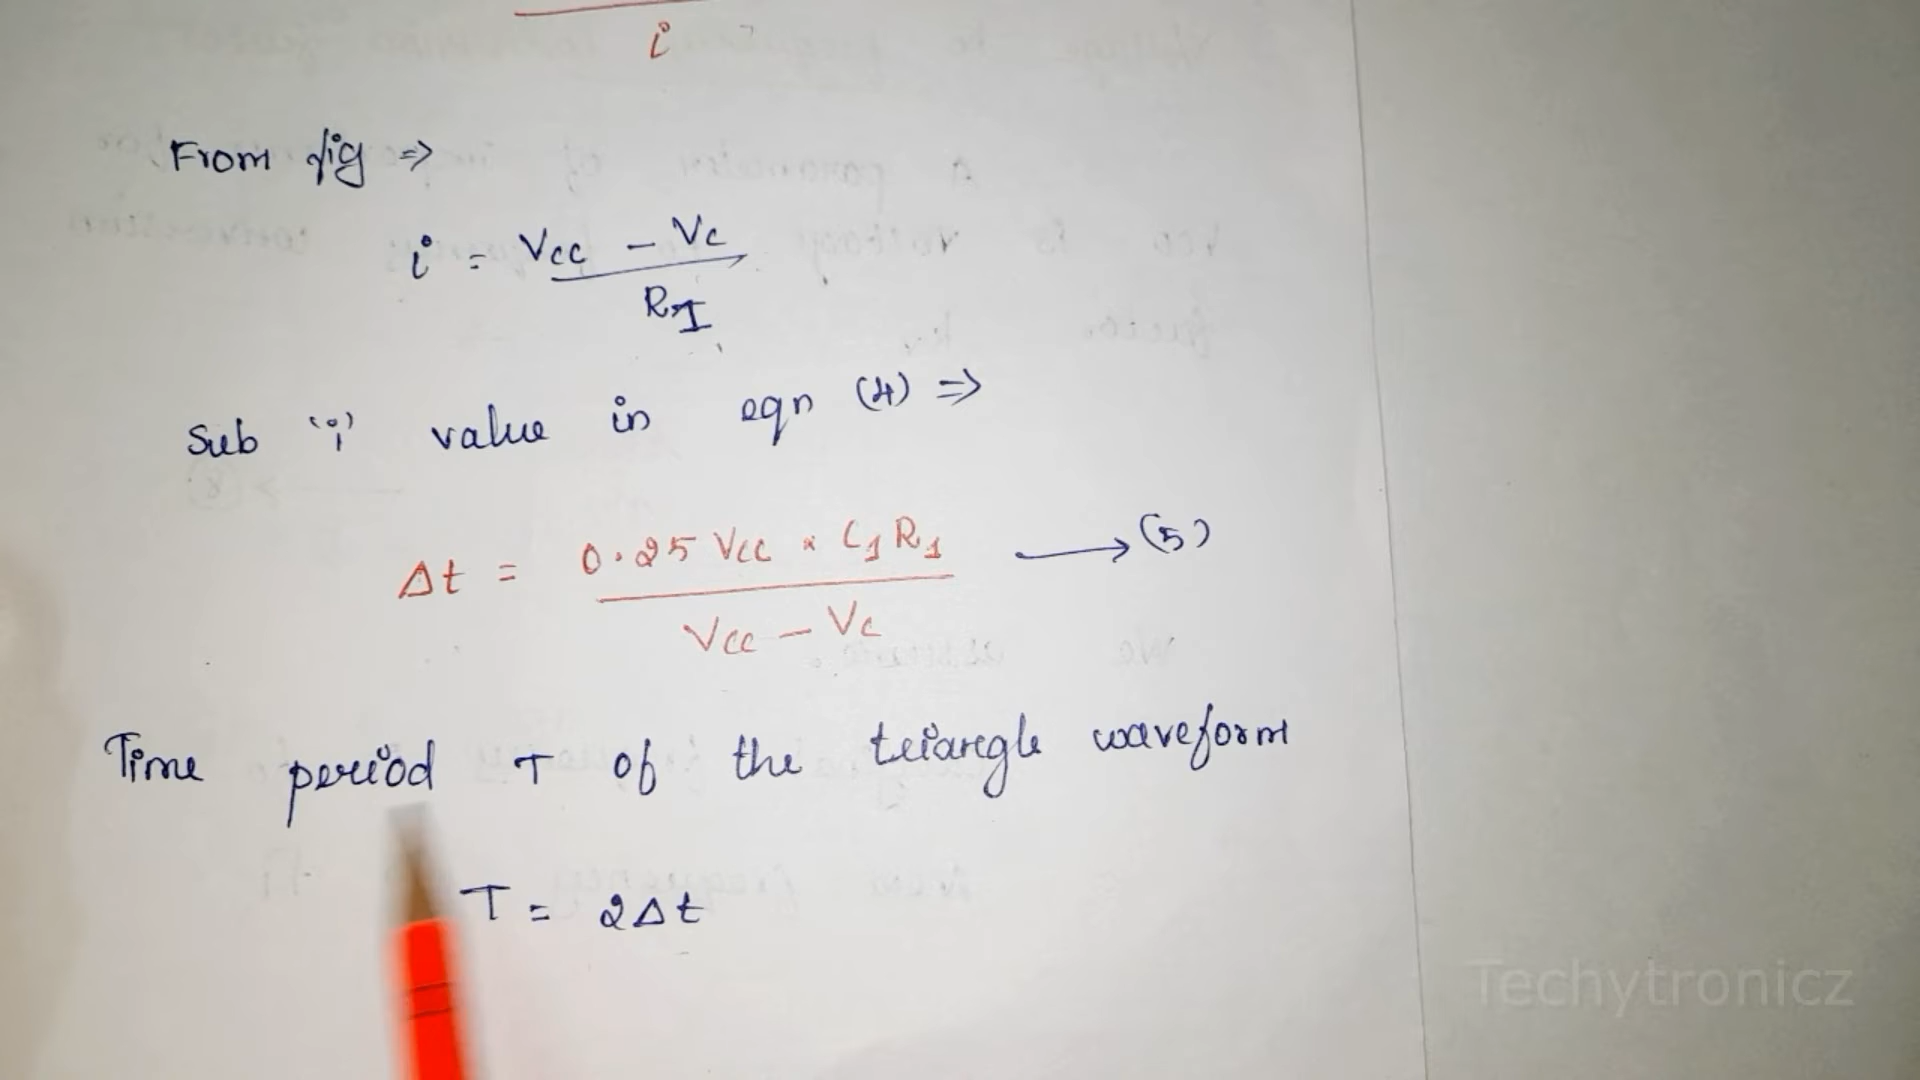 i
From fig ⇒
i = Vcc - Vc
R1
Sub 'i' value in eqn (4) ⇒
Δt = 0.25 Vcc × C1 R1 ⟶ (5)
Vcc - Vc
Time period T of the triangle waveform
T = 2Δt
Techytronicz